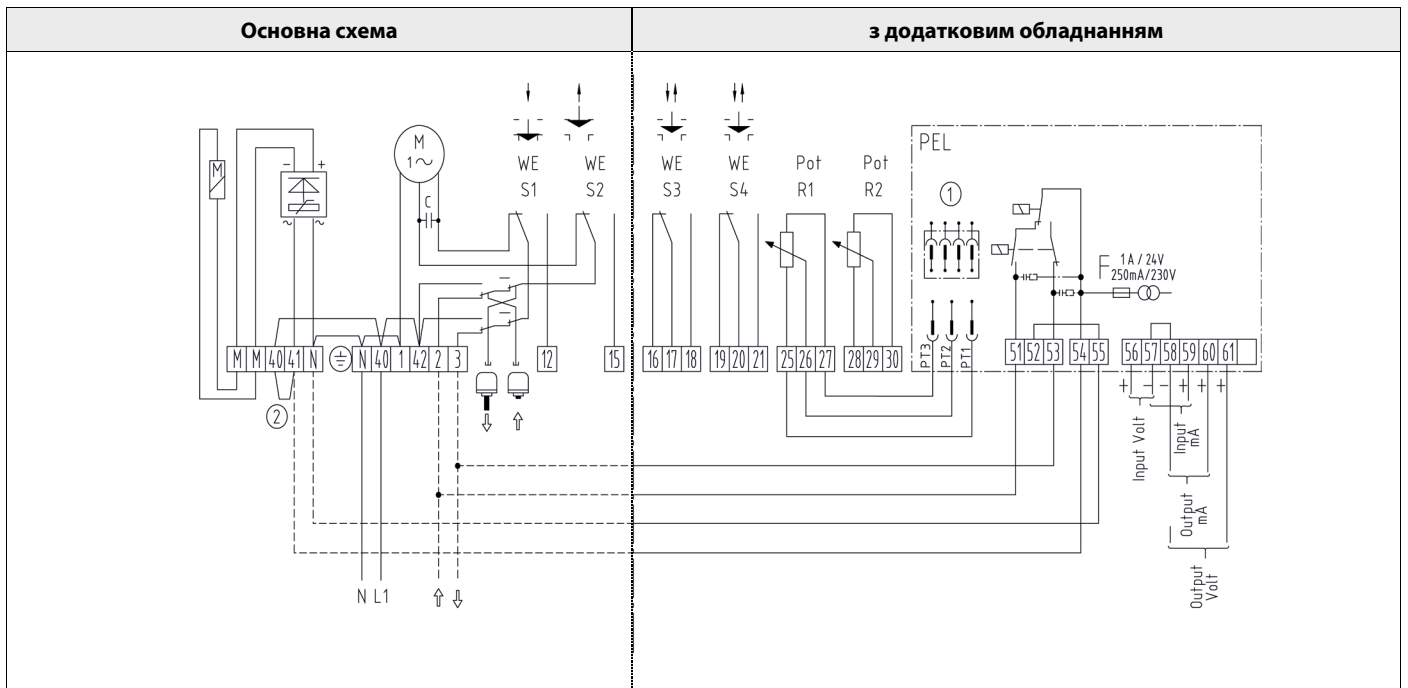 Основна схема
з додатковим обладнанням
PEL
M
1~
M
- +
~ ~
C
WE
S1
WE
S2
WE
S3
WE
S4
Pot
R1
Pot
R2
1
F 1A / 24V
250mA/230V
M M 40 41 N
N 40 1 42 2 3
12
15
16 17 18
19 20 21
25 26 27
28 29 30
PT3
PT2
PT1
51 52 53
54 55
56 57 58 59 60 61
2
+ - - + + +
Input Volt
Input
mA
Output
mA
Output
Volt
N L1